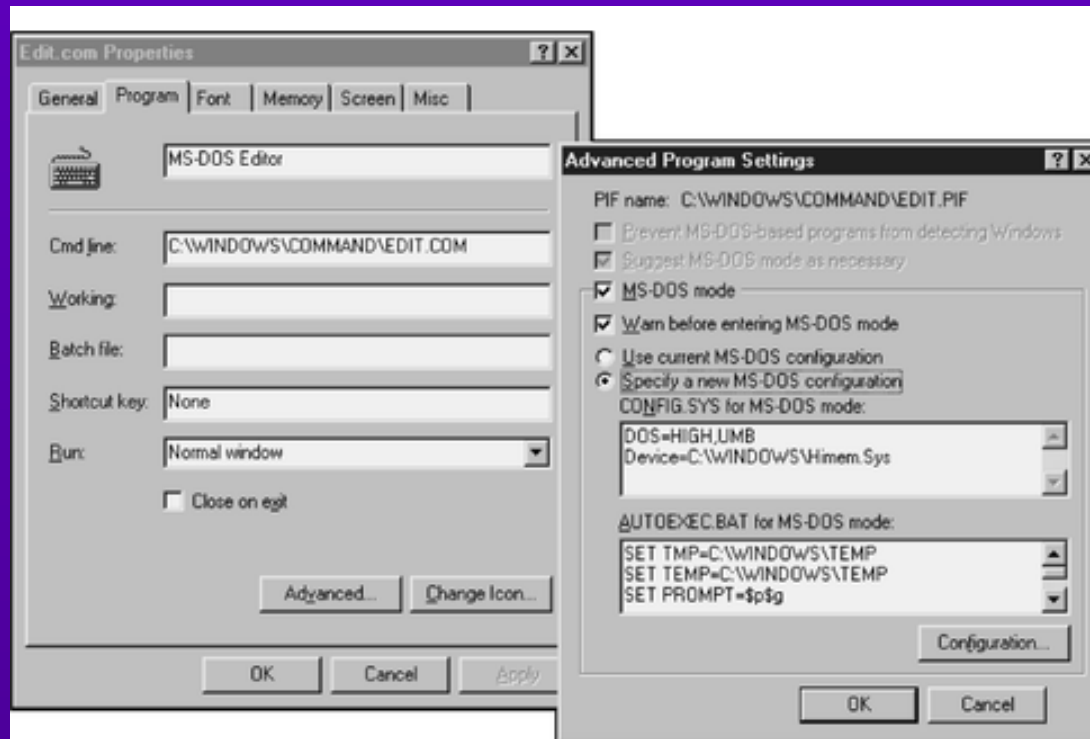 Edit.com Properties
General Program Font Memory Screen Misc
MS-DOS Editor
Cmd line: C:\WINDOWS\COMMAND\EDIT.COM
Working:
Batch file:
Shortcut key: None
Run: Normal window
Close on exit
Advanced... Change Icon...
OK Cancel Apply
Advanced Program Settings
PIF name: C:\WINDOWS\COMMAND\EDIT.PIF
Prevent MS-DOS-based programs from detecting Windows
Suggest MS-DOS mode as necessary
MS-DOS mode
Warn before entering MS-DOS mode
Use current MS-DOS configuration
Specify a new MS-DOS configuration
CONFIG.SYS for MS-DOS mode:
DOS=HIGH,UMB
Device=C:\WINDOWS\Himem.Sys
AUTOEXEC.BAT for MS-DOS mode:
SET TMP=C:\WINDOWS\TEMP
SET TEMP=C:\WINDOWS\TEMP
SET PROMPT=$p$g
Configuration...
OK Cancel